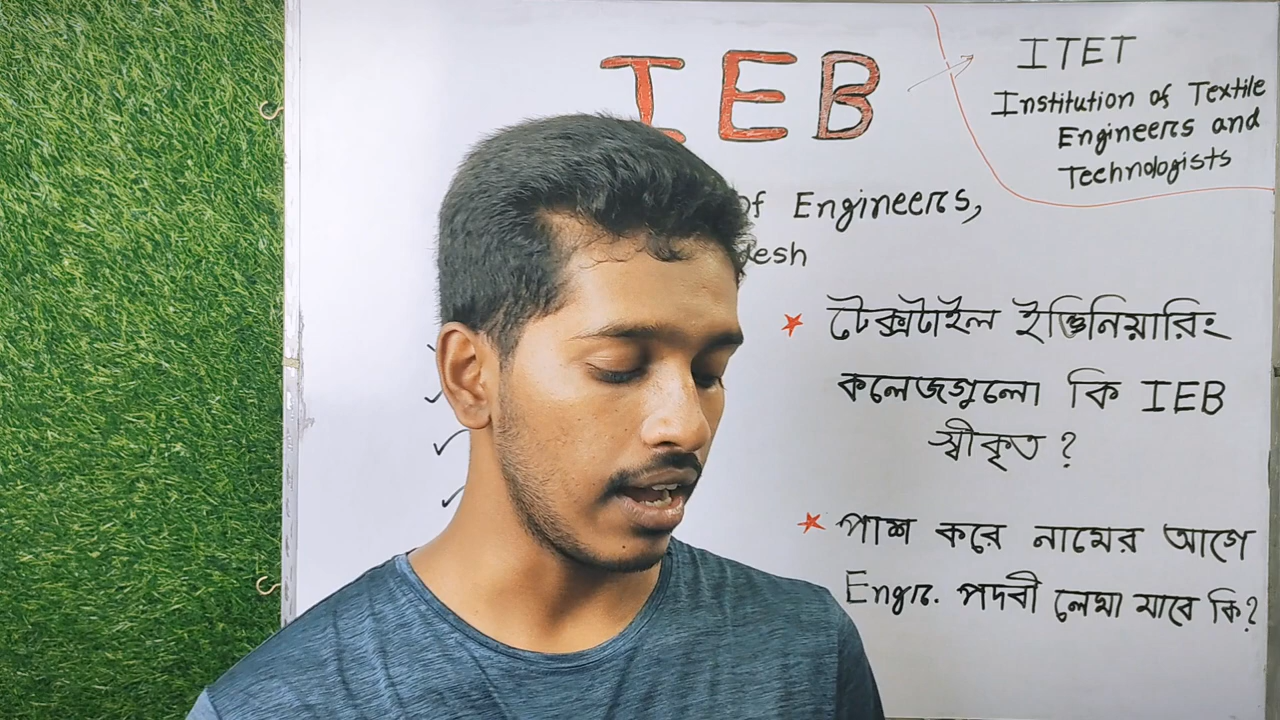 IEB
ITET
Institution of Textile
Engineers and
Technologists
of Engineers,
desh
★ টেক্সটাইল ইঞ্জিনিয়ারিং
কলেজগুলো কি IEB
স্বীকৃত ?
★ পাশ করে নামের আগে
Engr. পদবী লেখা যাবে কি?